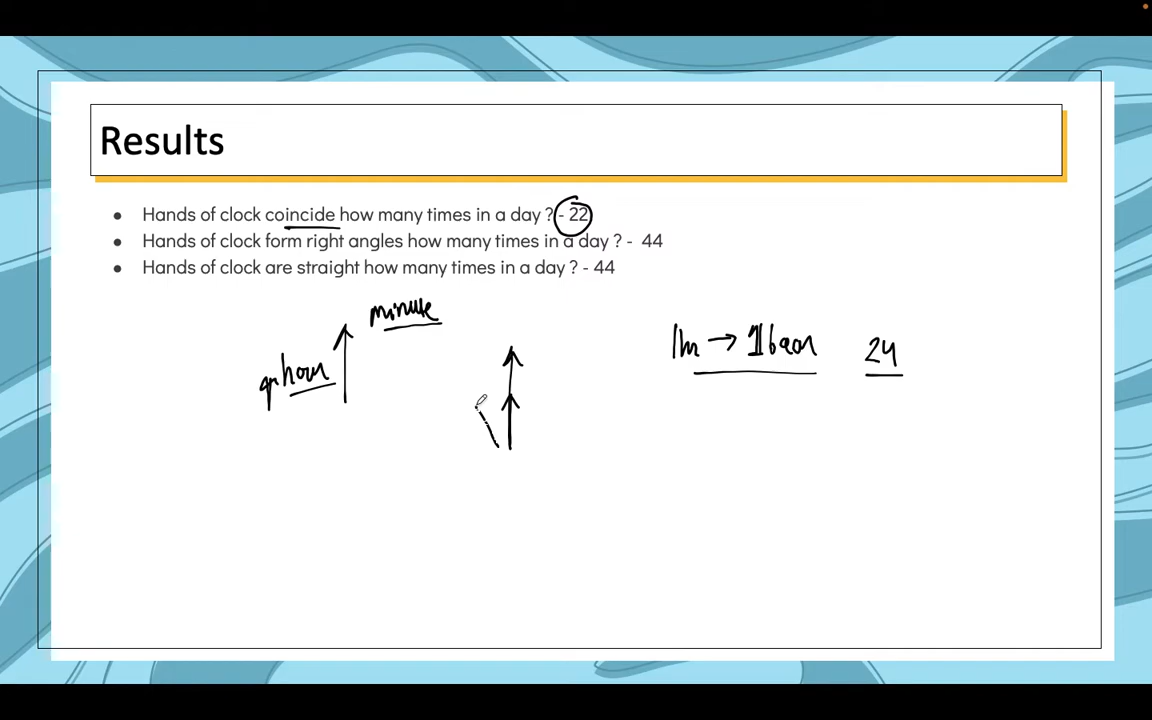 Results
● Hands of clock coincide how many times in a day ? - 22
● Hands of clock form right angles how many times in a day ? - 44
● Hands of clock are straight how many times in a day ? - 44
minute
hour
1hr → 1baar 24